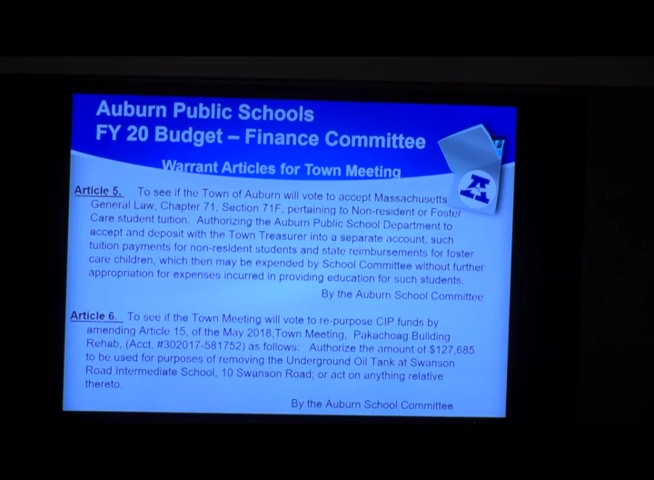 Auburn Public Schools
FY 20 Budget – Finance Committee
Warrant Articles for Town Meeting
Article 5. To see if the Town of Auburn will vote to accept Massachusetts
General Law, Chapter 71, Section 71F, pertaining to Non-resident or Foster
Care student tuition. Authorizing the Auburn Public School Department to
accept and deposit with the Town Treasurer into a separate account, such
tuition payments for non-resident students and state reimbursements for foster
care children, which then may be expended by School Committee without further
appropriation for expenses incurred in providing education for such students.
By the Auburn School Committee
Article 6. To see if the Town Meeting will vote to re-purpose CIP funds by
amending Article 15, of the May 2018,Town Meeting, Pakachoag Building
Rehab, (Acct. #302017-581752) as follows: Authorize the amount of $127,685
to be used for purposes of removing the Underground Oil Tank at Swanson
Road Intermediate School, 10 Swanson Road; or act on anything relative
thereto.
By the Auburn School Committee
A